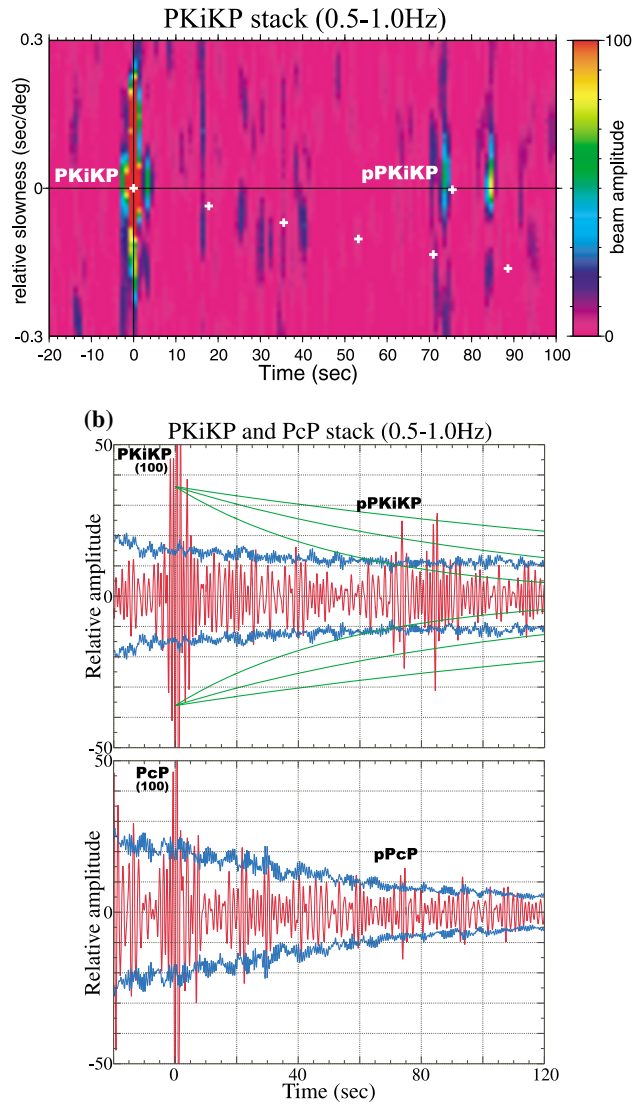 PKiKP stack (0.5-1.0Hz)
relative slowness (sec/deg)
0.3
0
-0.3
PKiKP
pPKiKP
-20 -10 0 10 20 30 40 50 60 70 80 90 100
Time (sec)
100
0
beam amplitude
(b)
PKiKP and PcP stack (0.5-1.0Hz)
Relative amplitude
50
0
-50
PKiKP
(100)
pPKiKP
Relative amplitude
50
0
-50
PcP
(100)
pPcP
0 40 80 120
Time (sec)